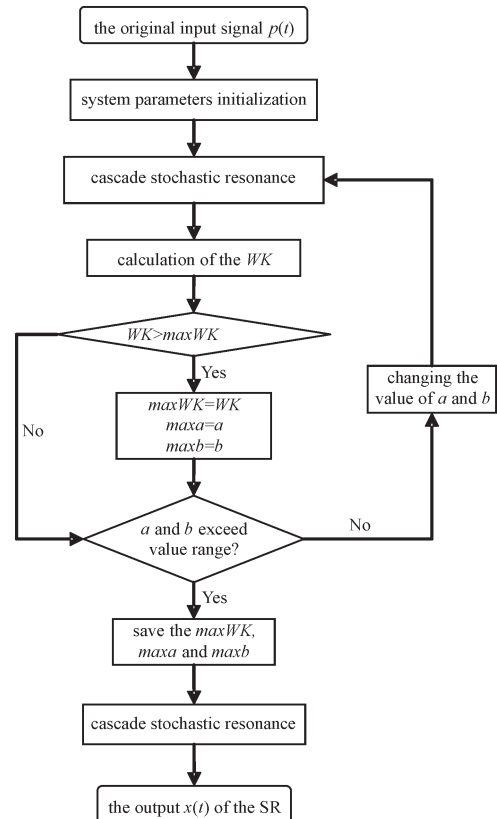 the original input signal p(t)
system parameters initialization
cascade stochastic resonance
calculation of the WK
WK>maxWK
Yes
No
maxWK=WK
maxa=a
maxb=b
changing the
value of a and b
a and b exceed
value range?
No
Yes
save the maxWK,
maxa and maxb
cascade stochastic resonance
the output x(t) of the SR